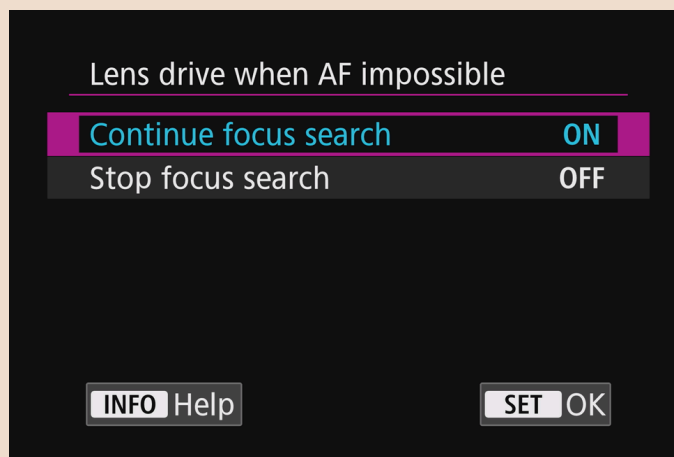 Lens drive when AF impossible
Continue focus search ON
Stop focus search OFF
INFO Help SET OK